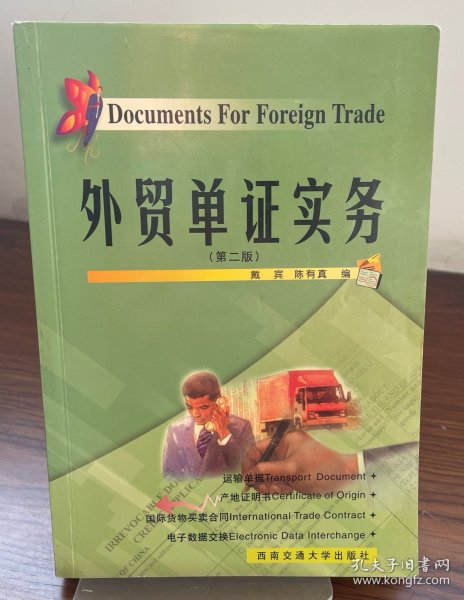 Documents For Foreign Trade
外贸单证实务
(第二版)
戴 宾 陈有真 编
运输单据Transport Document
产地证明书Certificate of Origin
国际货物买卖合同International Trade Contract
电子数据交换Electronic Data Interchange
IRREVOCABLE DO
OF CHINA
西南交通大学出版社
孔夫子旧书网
www.kongfz.com